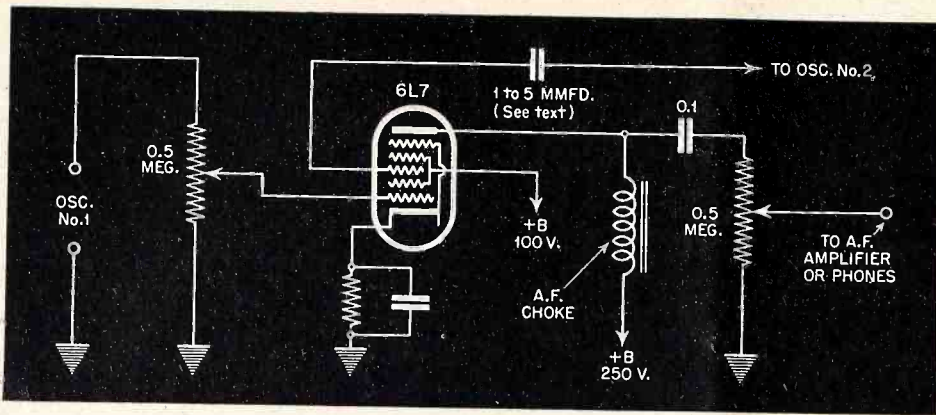 OSC.
No.1
0.5
MEG.
6L7
1 to 5 MMFD.
(See text)
TO OSC. No.2
+B
100 V.
A.F.
CHOKE
+B
250 V.
0.1
0.5
MEG.
TO A.F.
AMPLIFIER
OR PHONES